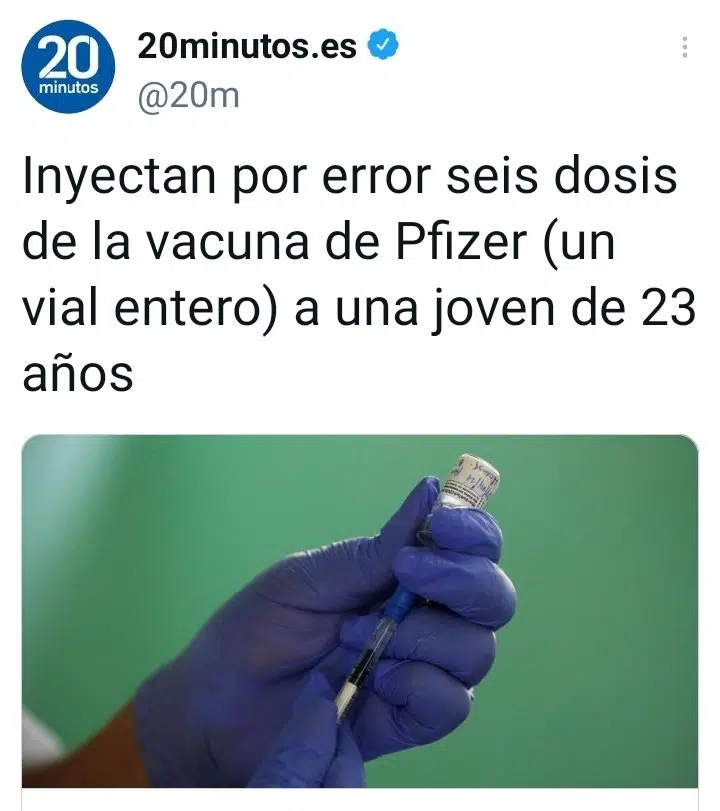 20
minutos
20minutos.es
@20m
Inyectan por error seis dosis
de la vacuna de Pfizer (un
vial entero) a una joven de 23
años